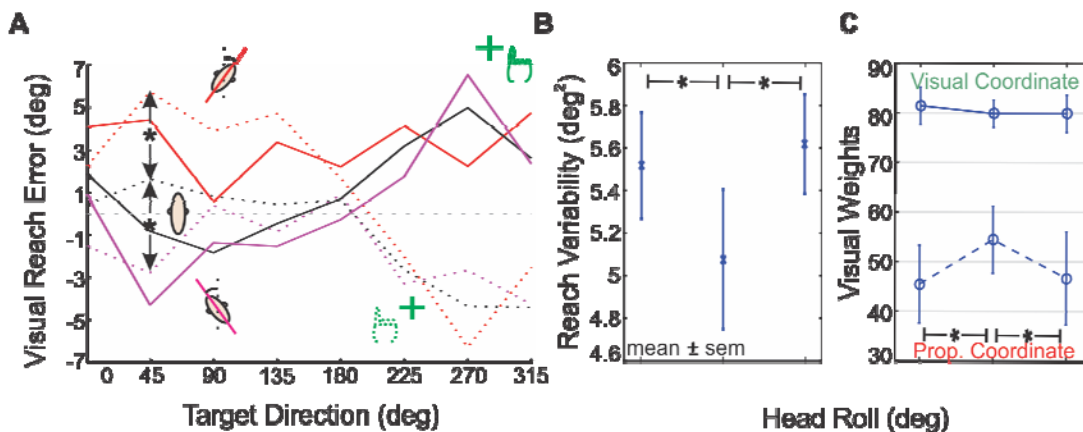 A
Visual Reach Error (deg)
7
5
3
1
-1
-3
-5
-7
*
*
0 45 90 135 180 225 270 315
Target Direction (deg)
B
Reach Variability (deg²)
6
5.8
5.6
5.4
5.2
5
4.8
4.6
* *
mean ± sem
C
Visual Weights
90
80
70
60
50
40
30
Visual Coordinate
* *
Prop. Coordinate
Head Roll (deg)